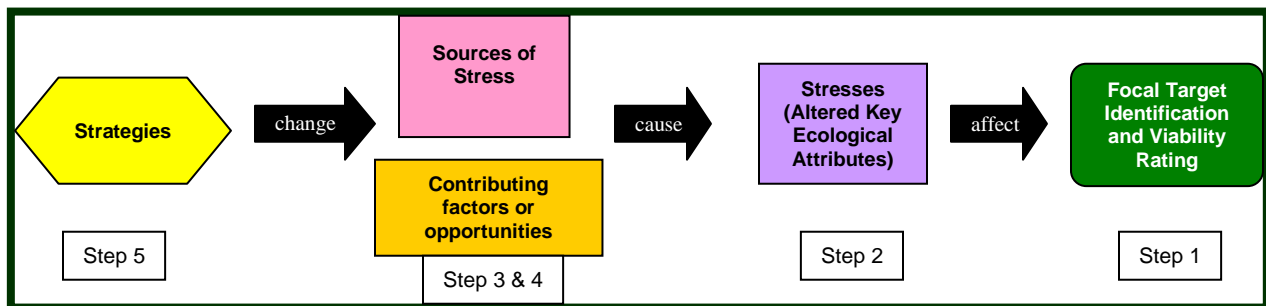 Strategies
change
Sources of
Stress
Contributing
factors or
opportunities
cause
Stresses
(Altered Key
Ecological
Attributes)
affect
Focal Target
Identification
and Viability
Rating
Step 5
Step 3 & 4
Step 2
Step 1